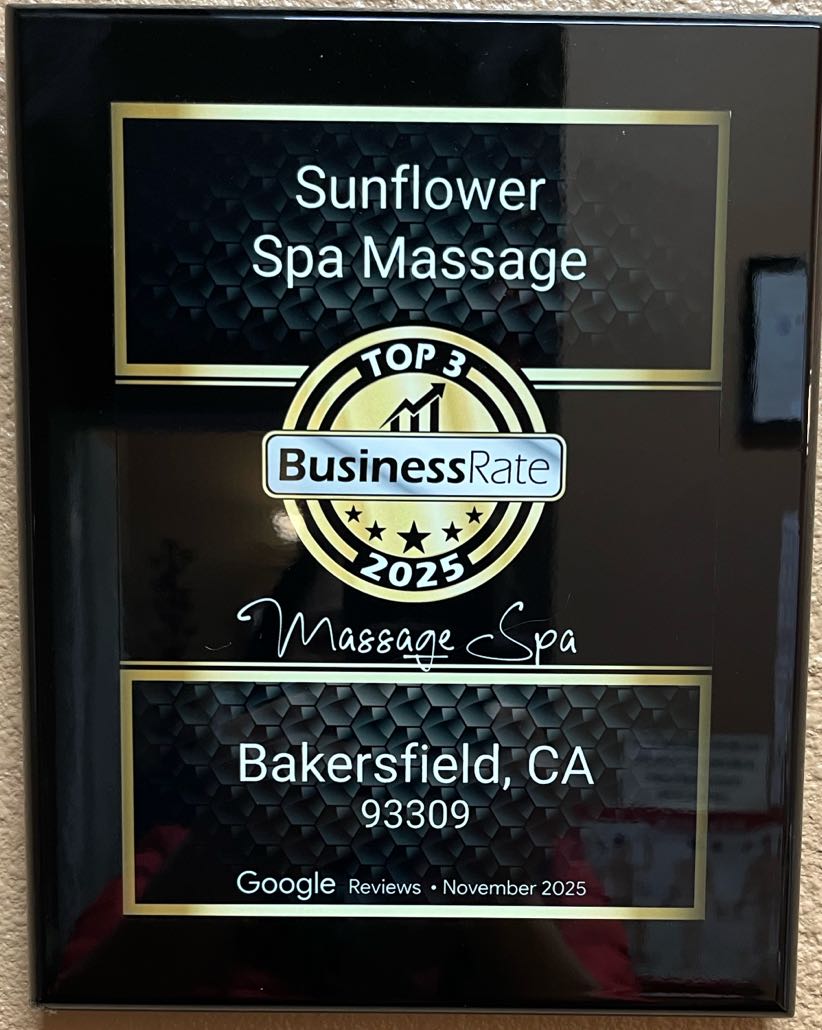 Sunflower
Spa Massage
TOP 3
BusinessRate
2025
Massage Spa
Bakersfield, CA
93309
Google Reviews • November 2025